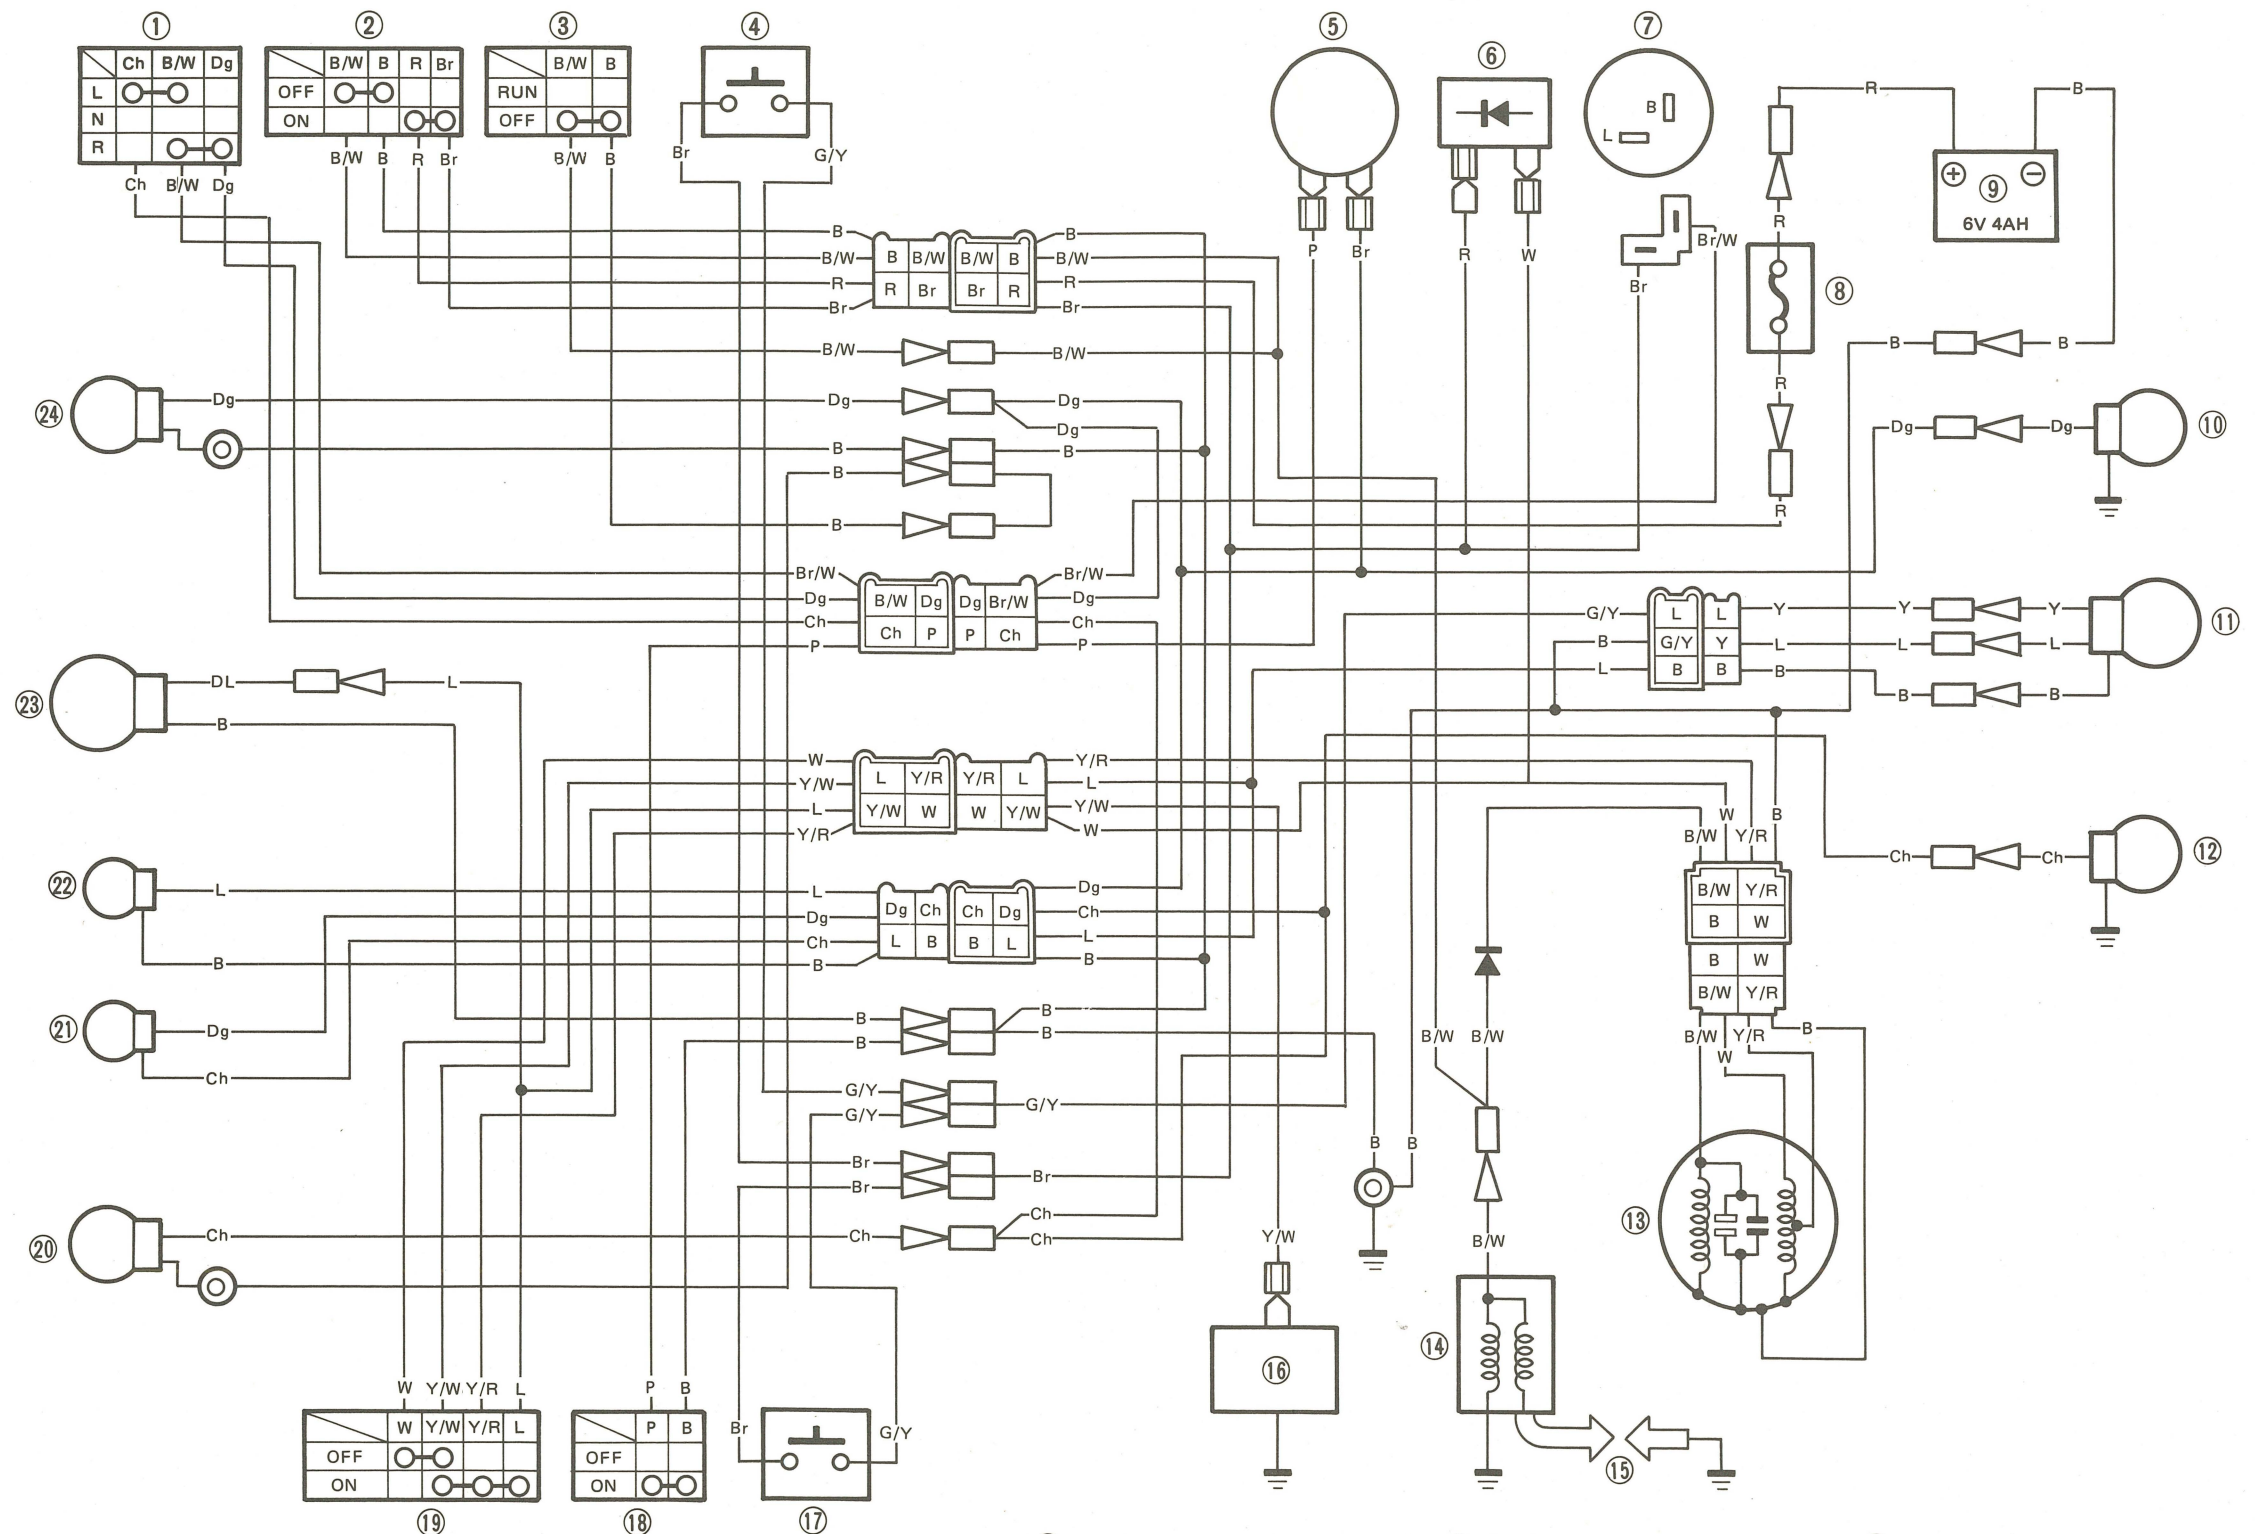 ① ② ③ ④ ⑤ ⑥ ⑦
Ch B/W Dg
L
N
R
Ch B/W Dg
B/W B R Br
OFF
ON
B/W B R Br
B/W B
RUN
OFF
B/W B
Br G/Y
P Br
R W
B
L
Br/W
Br
R
R
⑧
R
R
R B
⑨
6V 4AH
B B
Dg Dg ⑩
B B B/W B/W B B
B/W B/W
R R Br Br R R
Br Br
B/W B/W
㉔ Dg Dg Dg
Dg
B B
B
B
Br/W B/W Dg Dg Br/W Br/W
Dg Dg
Ch Ch P P Ch Ch
P P
G/Y L L Y Y Y ⑪
B G/Y Y L L L
L B B B B B
㉓ DL L
B
W L Y/R Y/R L Y/R
Y/W L
L Y/W W W Y/W Y/W
Y/R W
B/W W Y/R B
Ch Ch ⑫
㉒ L L Dg Ch Ch Dg Dg
Dg Ch
Ch L B B L L
B B B
B/W Y/R
B W
B W
B/W Y/R
B/W W Y/R B
㉑ Dg
Ch
B B
B B
B/W B/W
G/Y G/Y
G/Y
B B
Br Br
Br
⑬
⑳ Ch Ch Ch
Ch
Y/W B/W
⑭
⑯
⑮
W Y/W Y/R L
W Y/W Y/R L
OFF
ON
⑲
P B
P B
OFF
ON
⑱
Br G/Y
⑰